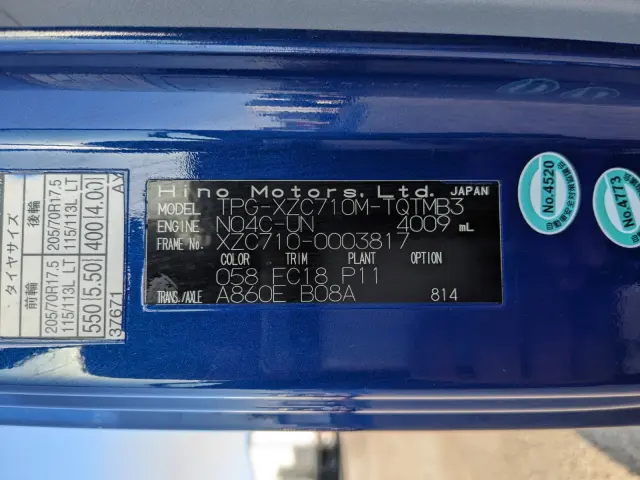 Hino Motors, Ltd. JAPAN
MODEL TPG-XZC710M-TQTMB3
ENGINE N04C-UN 4009 mL
FRAME No. XZC710-0003817
COLOR TRIM PLANT OPTION
058 FC18 P11
TRANS./AXLE A860E B08A 814
タイヤサイズ
前輪 後輪
205/70R17.5 205/70R17.5
115/113L LT 115/113L LT
550 5.50 400 4.00
37671 AY
No.4520
No.4773